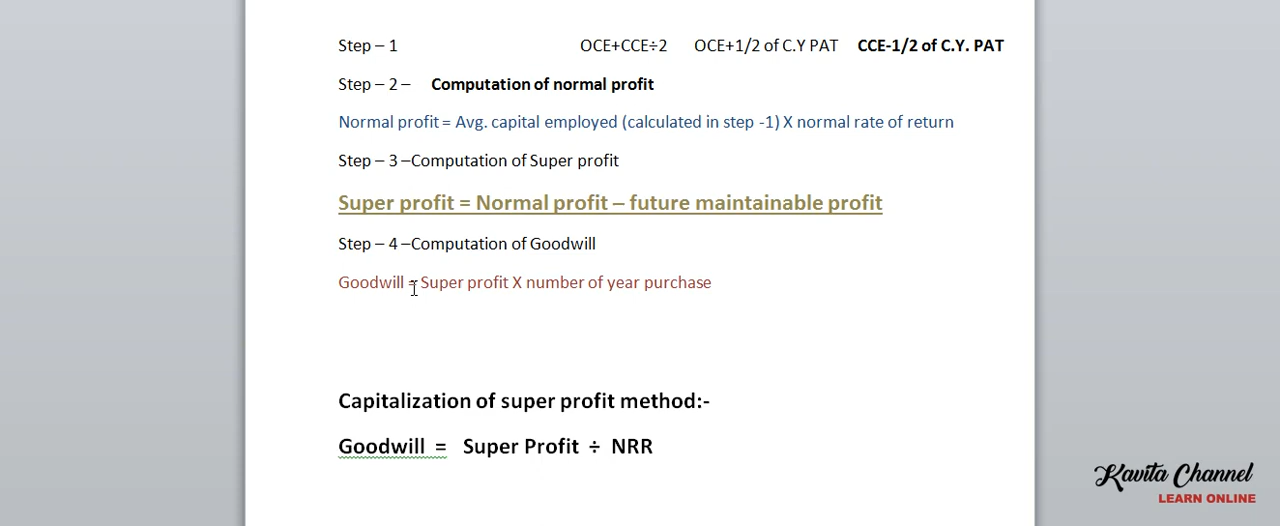 Step – 1 OCE+CCE÷2 OCE+1/2 of C.Y PAT CCE-1/2 of C.Y. PAT
Step – 2 – Computation of normal profit
Normal profit = Avg. capital employed (calculated in step -1) X normal rate of return
Step – 3 –Computation of Super profit
Super profit = Normal profit – future maintainable profit
Step – 4 –Computation of Goodwill
Goodwill = Super profit X number of year purchase
Capitalization of super profit method:-
Goodwill = Super Profit ÷ NRR
Kavita Channel
LEARN ONLINE